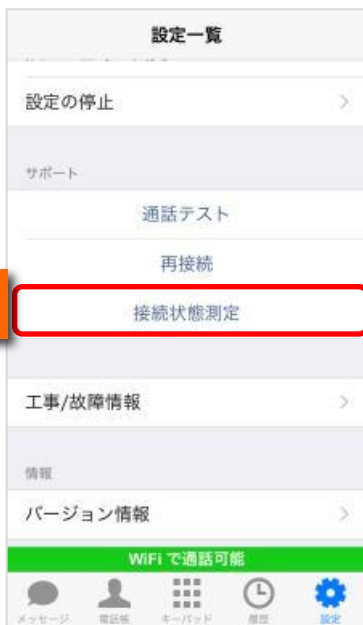 設定一覧
設定の停止
サポート
通話テスト
再接続
接続状態測定
工事/故障情報
情報
バージョン情報
WiFi で通話可能
メッセージ 電話帳 キーパッド 履歴 設定